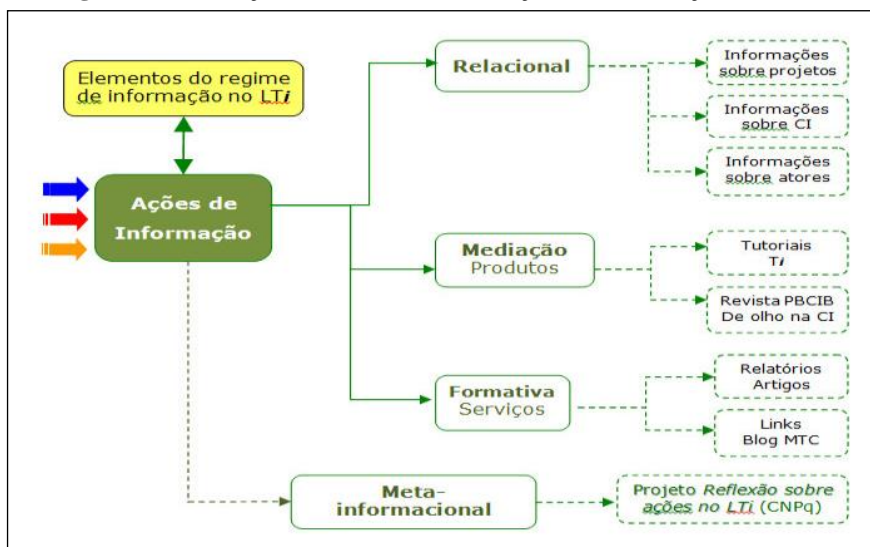 Elementos do regime
de informação no LTi
Ações de
Informação
Relacional
Informações
sobre projetos
Informações
sobre CI
Informações
sobre atores
Mediação
Produtos
Tutoriais
Ti
Revista PBCIB
De olho na CI
Formativa
Serviços
Relatórios
Artigos
Links
Blog MTC
Meta-
informacional
Projeto Reflexão sobre
ações no LTi (CNPq)